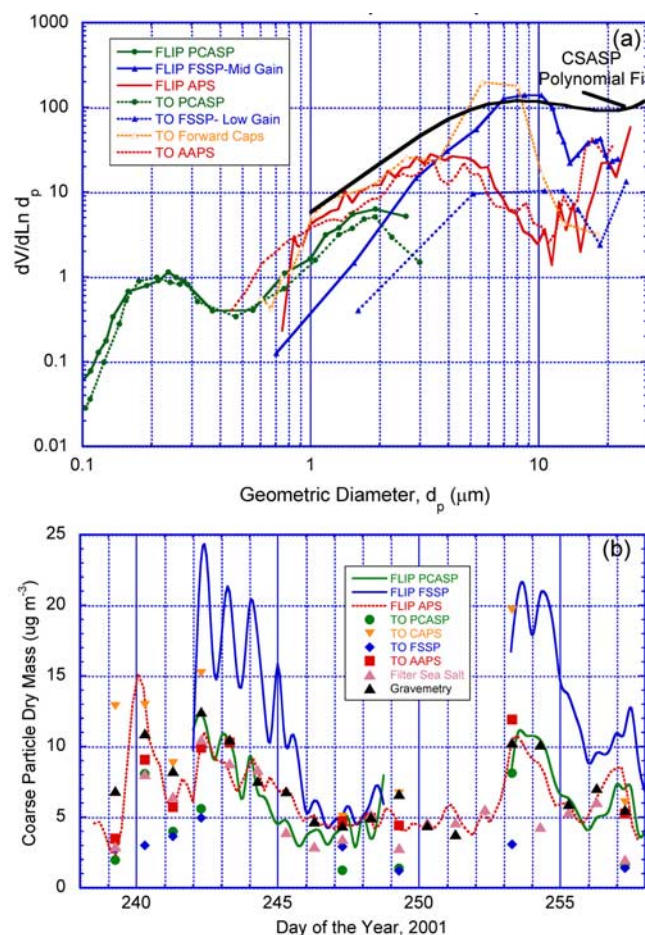 (a)
1000
100
10
1
0.1
0.01
dV/dLn d_p
FLIP PCASP
FLIP FSSP-Mid Gain
FLIP APS
TO PCASP
TO FSSP- Low Gain
TO Forward Caps
TO AAPS
CSASP
Polynomial Fi
0.1
1
10
Geometric Diameter, d_p (μm)
(b)
25
20
15
10
5
0
Coarse Particle Dry Mass (ug m⁻³)
FLIP PCASP
FLIP FSSP
FLIP APS
TO PCASP
TO CAPS
TO FSSP
TO AAPS
Filter Sea Salt
Gravemetry
240
245
250
255
Day of the Year, 2001